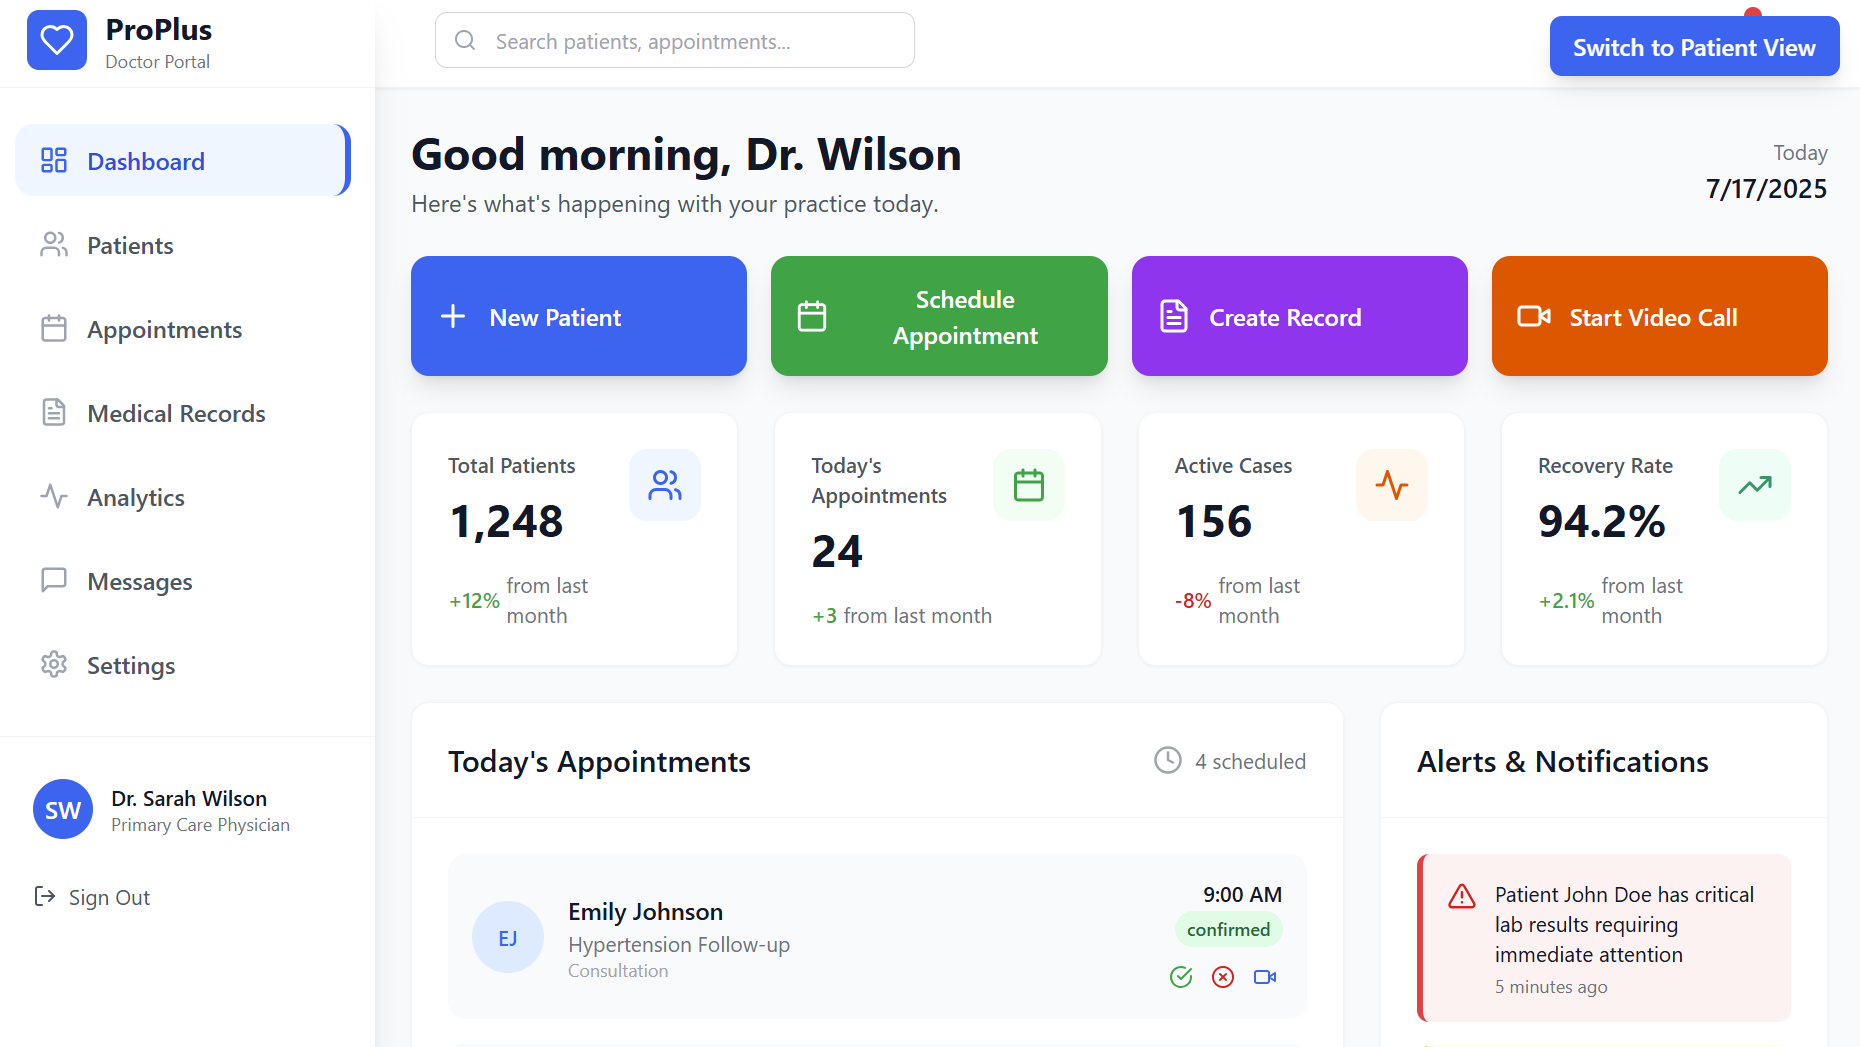 ProPlus
Doctor Portal
Search patients, appointments...
Switch to Patient View
Dashboard
Patients
Appointments
Medical Records
Analytics
Messages
Settings
SW
Dr. Sarah Wilson
Primary Care Physician
Sign Out
Good morning, Dr. Wilson
Here's what's happening with your practice today.
Today
7/17/2025
New Patient
Schedule
Appointment
Create Record
Start Video Call
Total Patients
1,248
+12% from last
month
Today's
Appointments
24
+3 from last month
Active Cases
156
-8% from last
month
Recovery Rate
94.2%
+2.1% from last
month
Today's Appointments
4 scheduled
EJ
Emily Johnson
Hypertension Follow-up
Consultation
9:00 AM
confirmed
Alerts & Notifications
Patient John Doe has critical
lab results requiring
immediate attention
5 minutes ago